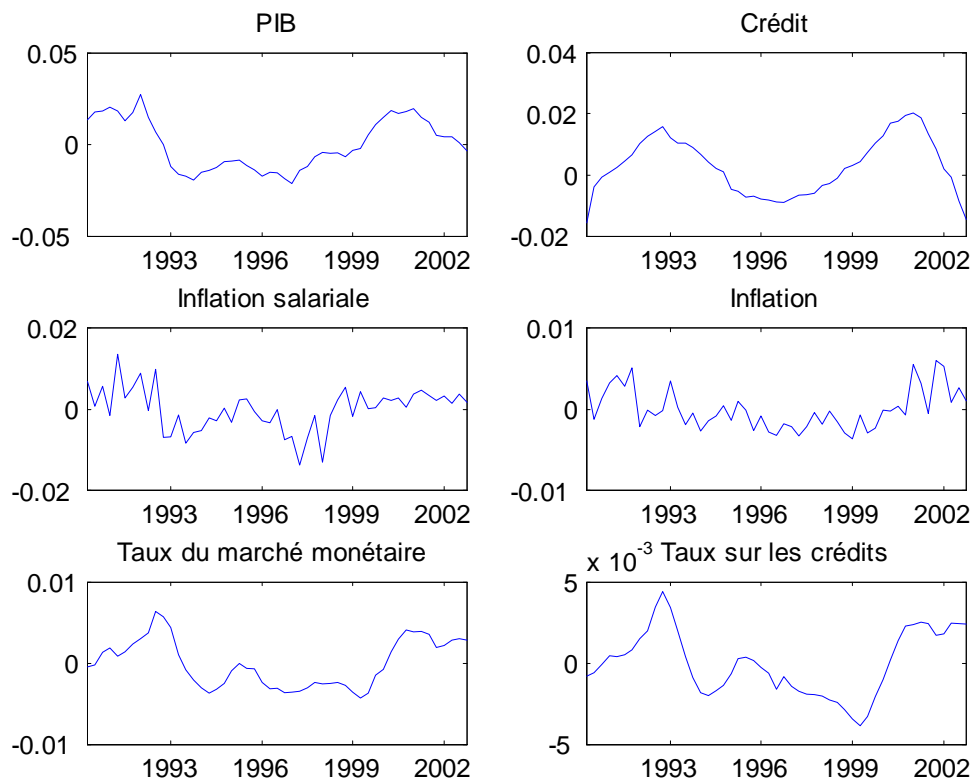 PIB
0.05
0
-0.05
1993 1996 1999 2002
Crédit
0.04
0.02
0
-0.02
1993 1996 1999 2002
Inflation salariale
0.02
0
-0.02
1993 1996 1999 2002
Inflation
0.01
0
-0.01
1993 1996 1999 2002
Taux du marché monétaire
0.01
0
-0.01
1993 1996 1999 2002
x 10^-3 Taux sur les crédits
5
0
-5
1993 1996 1999 2002